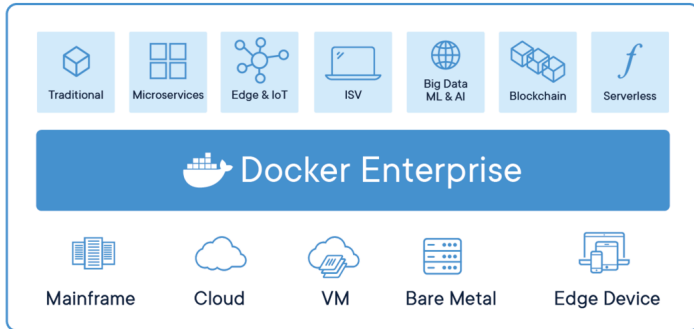 Traditional
Microservices
Edge & IoT
ISV
Big Data
ML & AI
Blockchain
f
Serverless
Docker Enterprise
Mainframe
Cloud
VM
Bare Metal
Edge Device